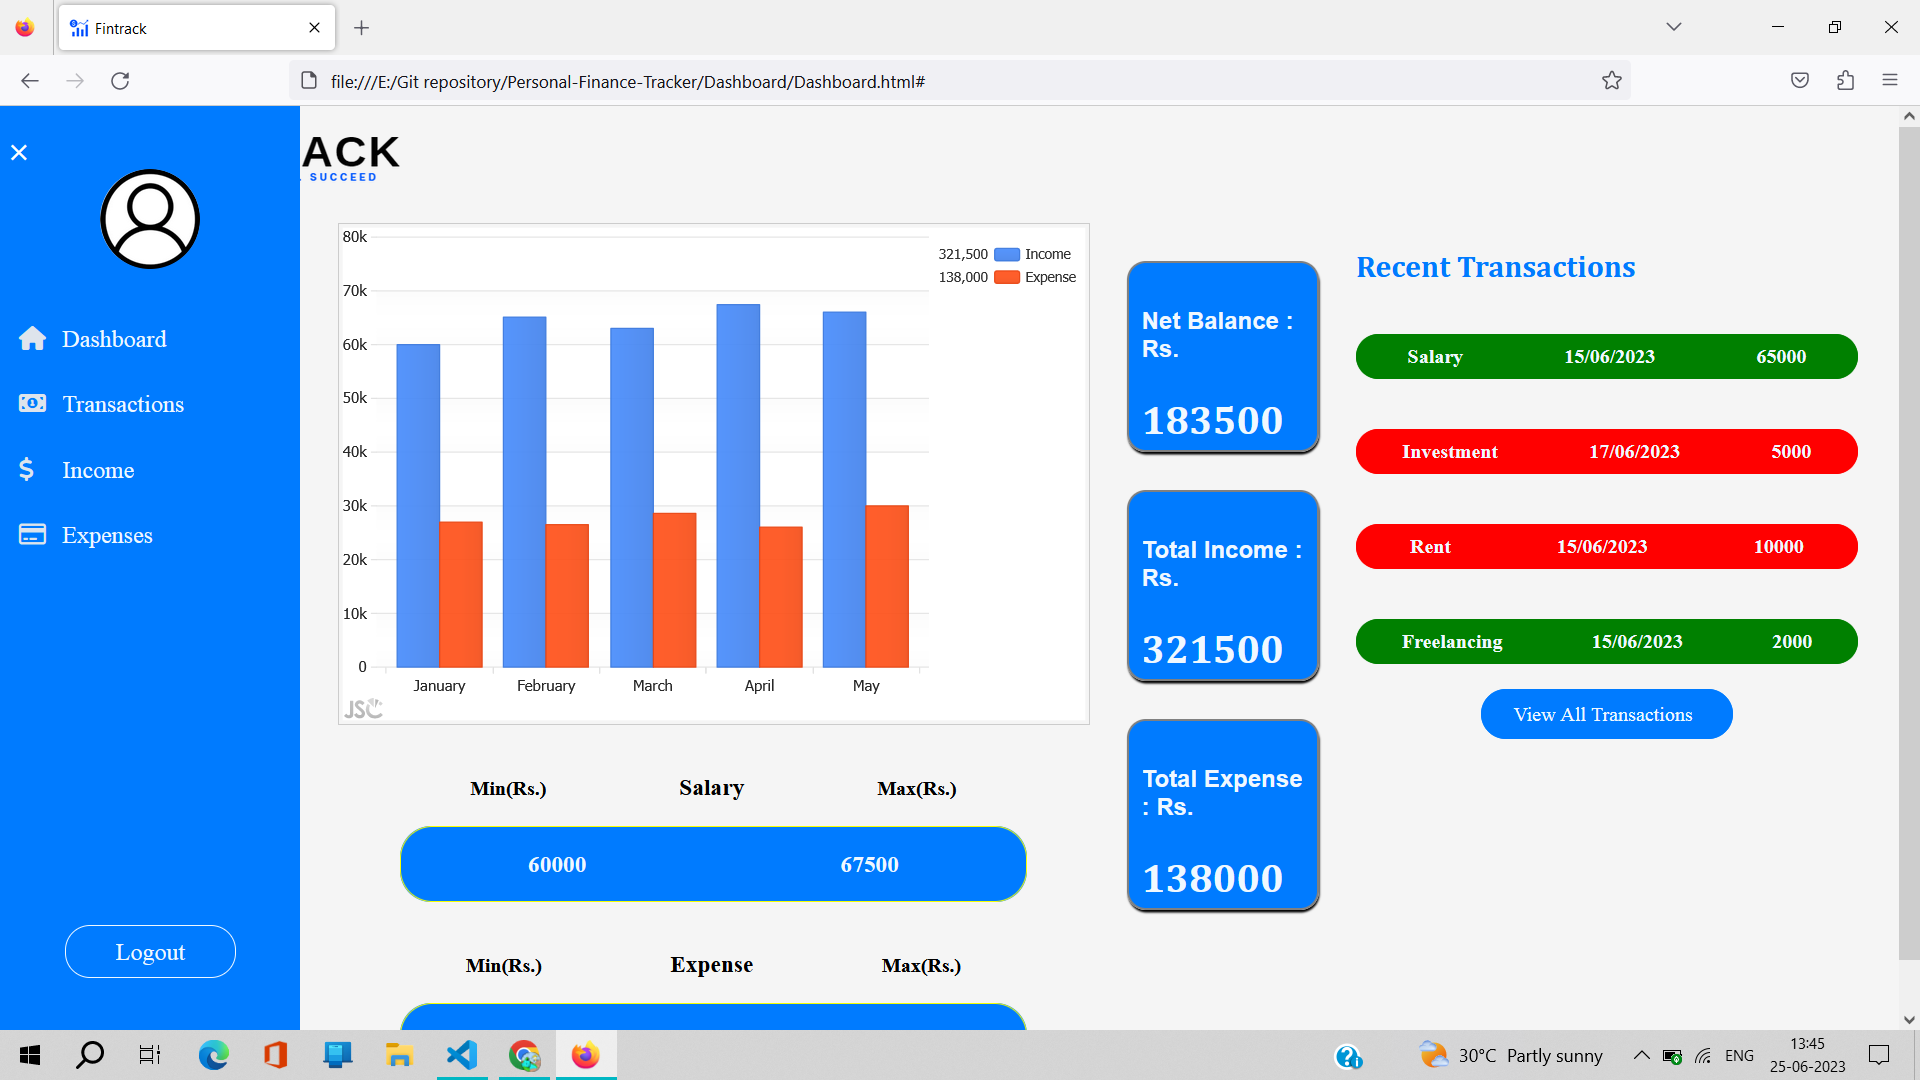 Fintrack
file:///E:/Git repository/Personal-Finance-Tracker/Dashboard/Dashboard.html#
ACK
SUCCEED
Dashboard
Transactions
Income
Expenses
Logout
80k
70k
60k
50k
40k
30k
20k
10k
0
January February March April May
321,500 Income
138,000 Expense
JSC
Min(Rs.) Salary Max(Rs.)
60000 67500
Min(Rs.) Expense Max(Rs.)
Net Balance :
Rs.
183500
Total Income :
Rs.
321500
Total Expense
: Rs.
138000
Recent Transactions
Salary 15/06/2023 65000
Investment 17/06/2023 5000
Rent 15/06/2023 10000
Freelancing 15/06/2023 2000
View All Transactions
30°C Partly sunny
ENG
13:45
25-06-2023